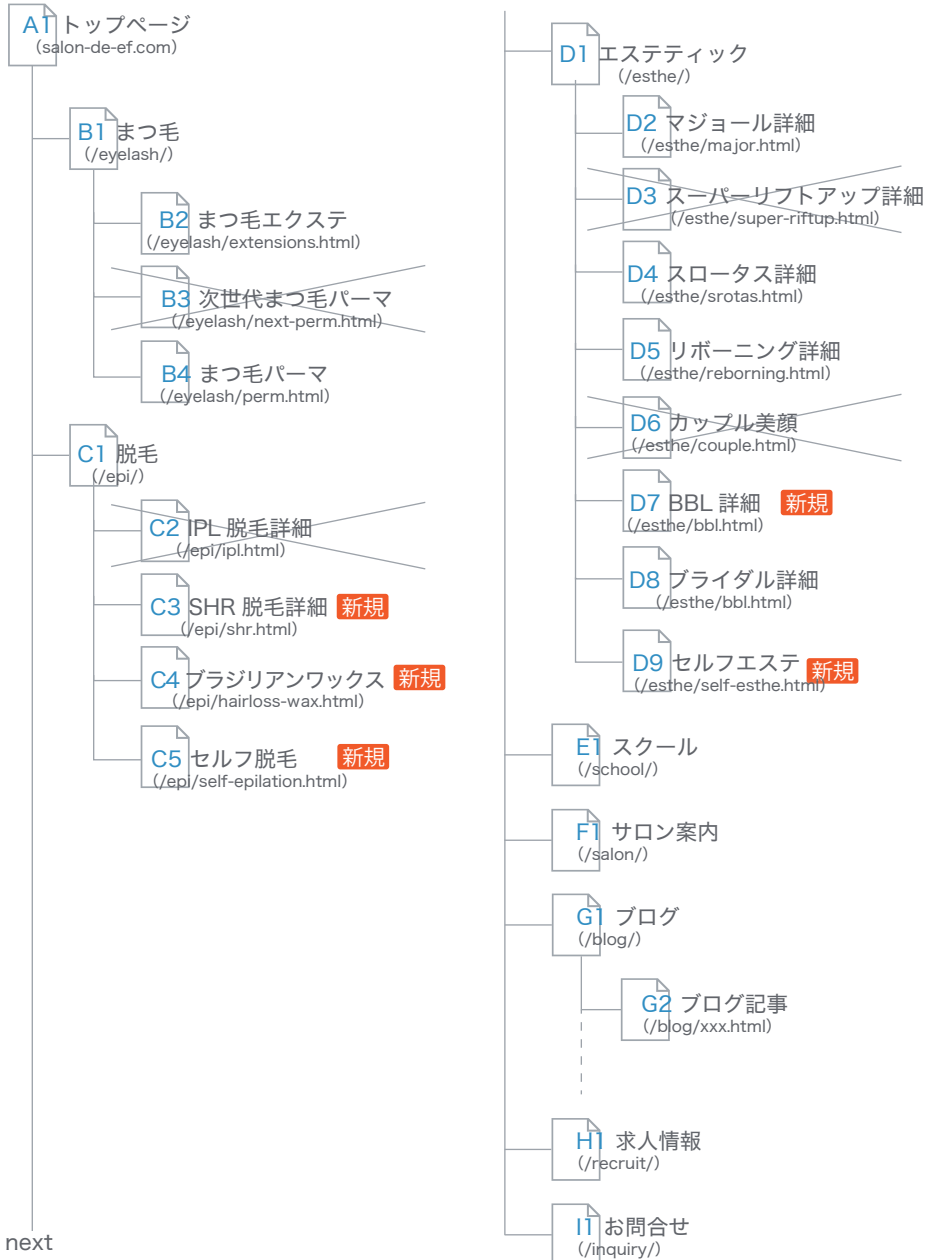 A1 トップページ
（salon-de-ef.com）
B1 まつ毛
（/eyelash/）
B2 まつ毛エクステ
（/eyelash/extensions.html）
B3 次世代まつ毛パーマ
（/eyelash/next-perm.html）
B4 まつ毛パーマ
（/eyelash/perm.html）
C1 脱毛
（/epi/）
C2 IPL 脱毛詳細
（/epi/ipl.html）
C3 SHR 脱毛詳細 新規
（/epi/shr.html）
C4 ブラジリアンワックス 新規
（/epi/hairloss-wax.html）
C5 セルフ脱毛 新規
（/epi/self-epilation.html）
next
D1 エステティック
（/esthe/）
D2 マジョール詳細
（/esthe/major.html）
D3 スーパーリフトアップ詳細
（/esthe/super-riftup.html）
D4 スロータス詳細
（/esthe/srotas.html）
D5 リボーニング詳細
（/esthe/reborning.html）
D6 カップル美顔
（/esthe/couple.html）
D7 BBL 詳細 新規
（/esthe/bbl.html）
D8 ブライダル詳細
（/esthe/bbl.html）
D9 セルフエステ 新規
（/esthe/self-esthe.html）
E1 スクール
（/school/）
F1 サロン案内
（/salon/）
G1 ブログ
（/blog/）
G2 ブログ記事
（/blog/xxx.html）
H1 求人情報
（/recruit/）
I1 お問合せ
（/inquiry/）